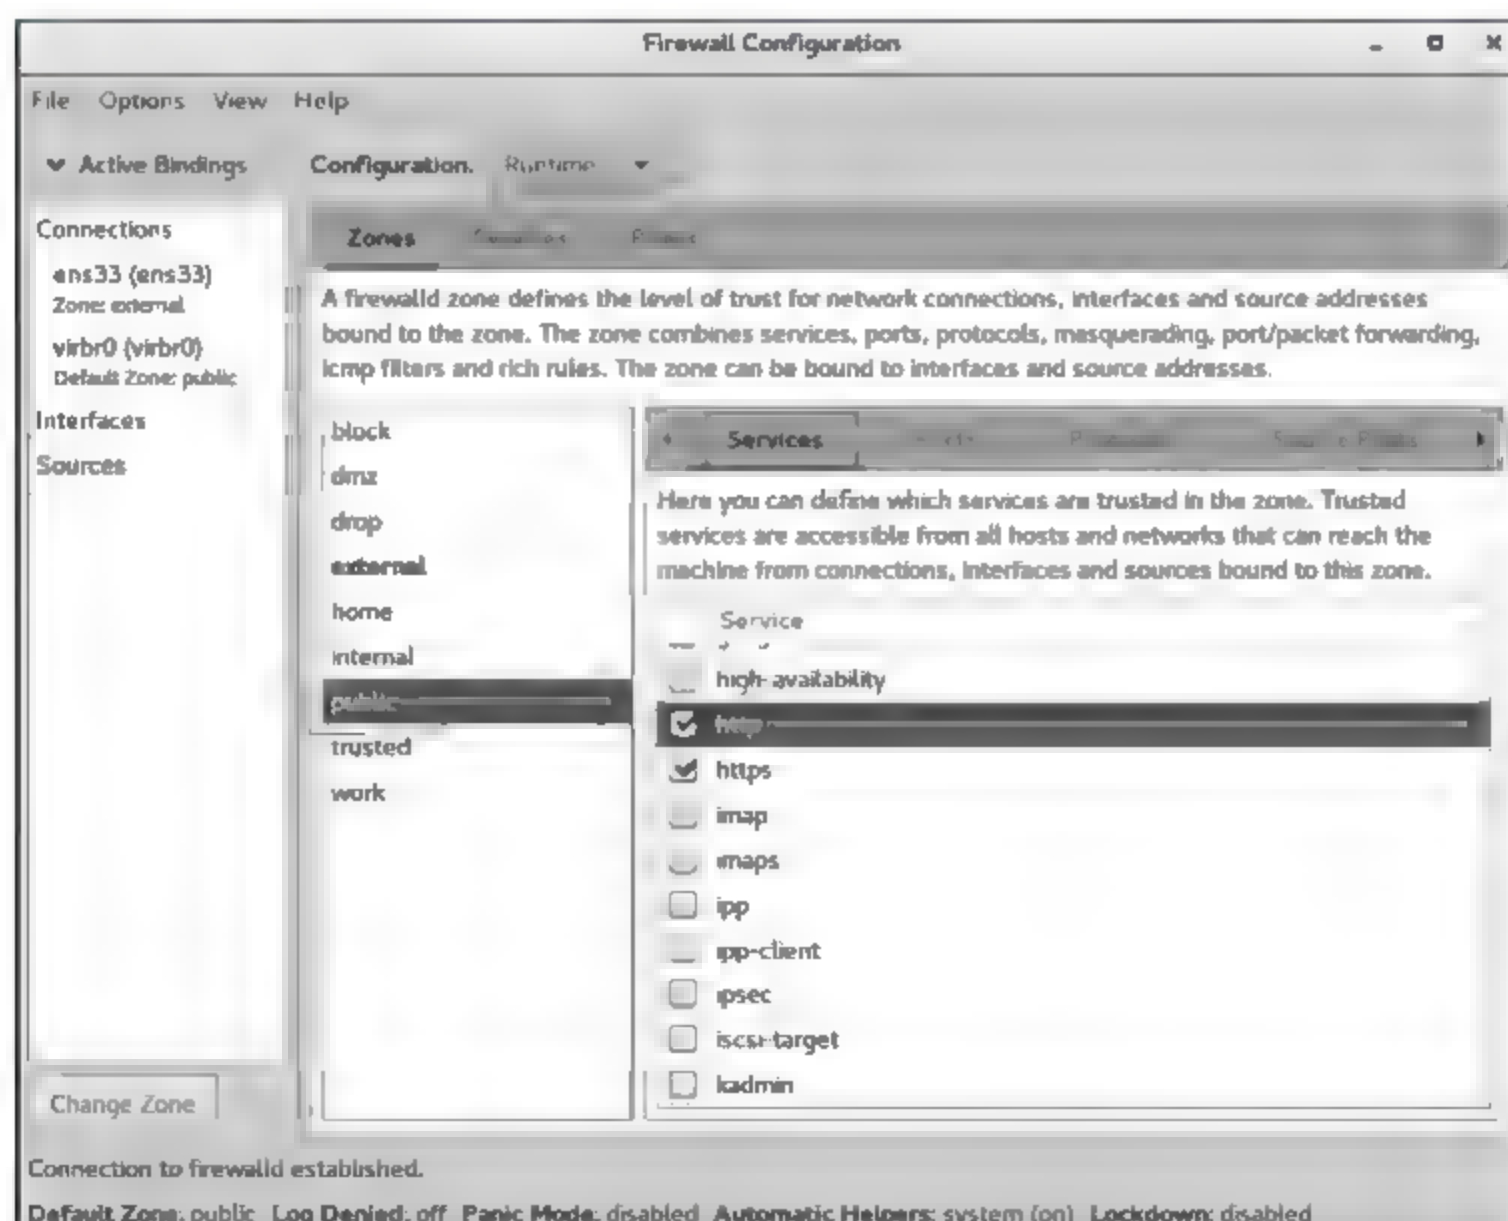 Firewall Configuration
File Options View Help
Active Bindings Configuration: Runtime
Connections
ens33 (ens33)
Zone: external
virbr0 (virbr0)
Default Zone: public
Interfaces
Sources
Change Zone
Zones
A firewalld zone defines the level of trust for network connections, interfaces and source addresses
bound to the zone. The zone combines services, ports, protocols, masquerading, port/packet forwarding,
icmp filters and rich rules. The zone can be bound to interfaces and source addresses.
block
dmz
drop
external
home
internal
public
trusted
work
Services
Here you can define which services are trusted in the zone. Trusted
services are accessible from all hosts and networks that can reach the
machine from connections, interfaces and sources bound to this zone.
Service
high-availability
http
https
imap
imaps
ipp
ipp-client
ipsec
iscsi-target
kadmin
Connection to firewalld established.
Default Zone: public Log Denied: off Panic Mode: disabled Automatic Helpers: system (on) Lockdown: disabled